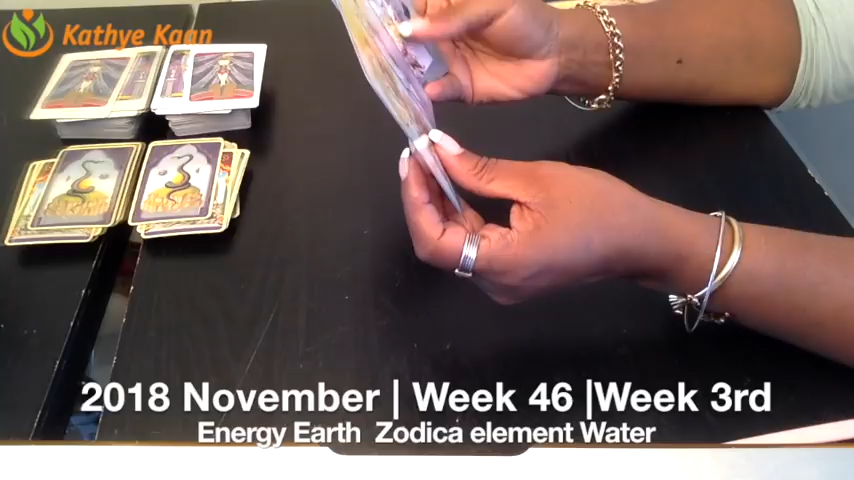 Kathye Kaan
2018 November | Week 46 |Week 3rd
Energy Earth Zodica element Water